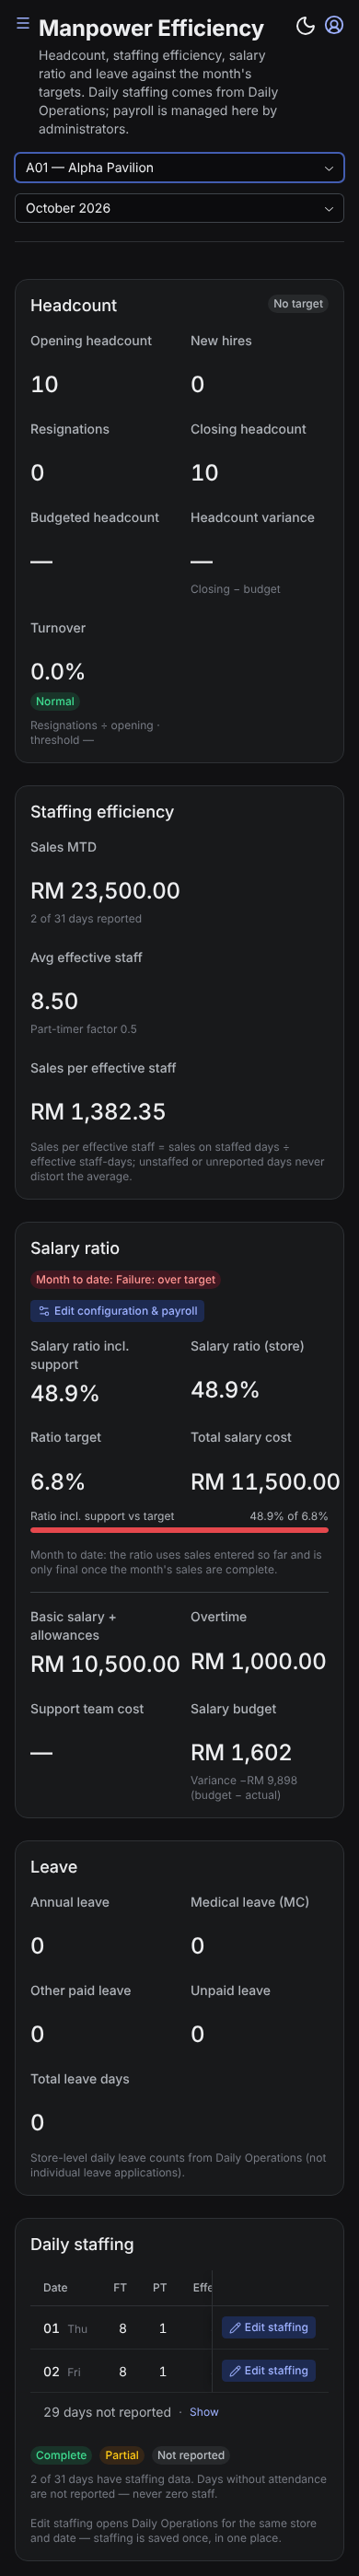 Manpower Efficiency
Headcount, staffing efficiency, salary
ratio and leave against the month's
targets. Daily staffing comes from Daily
Operations; payroll is managed here by
administrators.
A01 — Alpha Pavilion
October 2026
Headcount
No target
Opening headcount
New hires
10
0
Resignations
Closing headcount
0
10
Budgeted headcount
Headcount variance
—
—
Closing − budget
Turnover
0.0%
Normal
Resignations ÷ opening ·
threshold —
Staffing efficiency
Sales MTD
RM 23,500.00
2 of 31 days reported
Avg effective staff
8.50
Part-timer factor 0.5
Sales per effective staff
RM 1,382.35
Sales per effective staff = sales on staffed days ÷
effective staff-days; unstaffed or unreported days never
distort the average.
Salary ratio
Month to date: Failure: over target
Edit configuration & payroll
Salary ratio incl.
support
Salary ratio (store)
48.9%
48.9%
Ratio target
Total salary cost
6.8%
RM 11,500.00
Ratio incl. support vs target
48.9% of 6.8%
Month to date: the ratio uses sales entered so far and is
only final once the month's sales are complete.
Basic salary +
allowances
Overtime
RM 10,500.00
RM 1,000.00
Support team cost
Salary budget
—
RM 1,602
Variance −RM 9,898
(budget − actual)
Leave
Annual leave
Medical leave (MC)
0
0
Other paid leave
Unpaid leave
0
0
Total leave days
0
Store-level daily leave counts from Daily Operations (not
individual leave applications).
Daily staffing
Date FT PT Effe
01 Thu 8 1 Edit staffing
02 Fri 8 1 Edit staffing
29 days not reported · Show
Complete Partial Not reported
2 of 31 days have staffing data. Days without attendance
are not reported — never zero staff.
Edit staffing opens Daily Operations for the same store
and date — staffing is saved once, in one place.